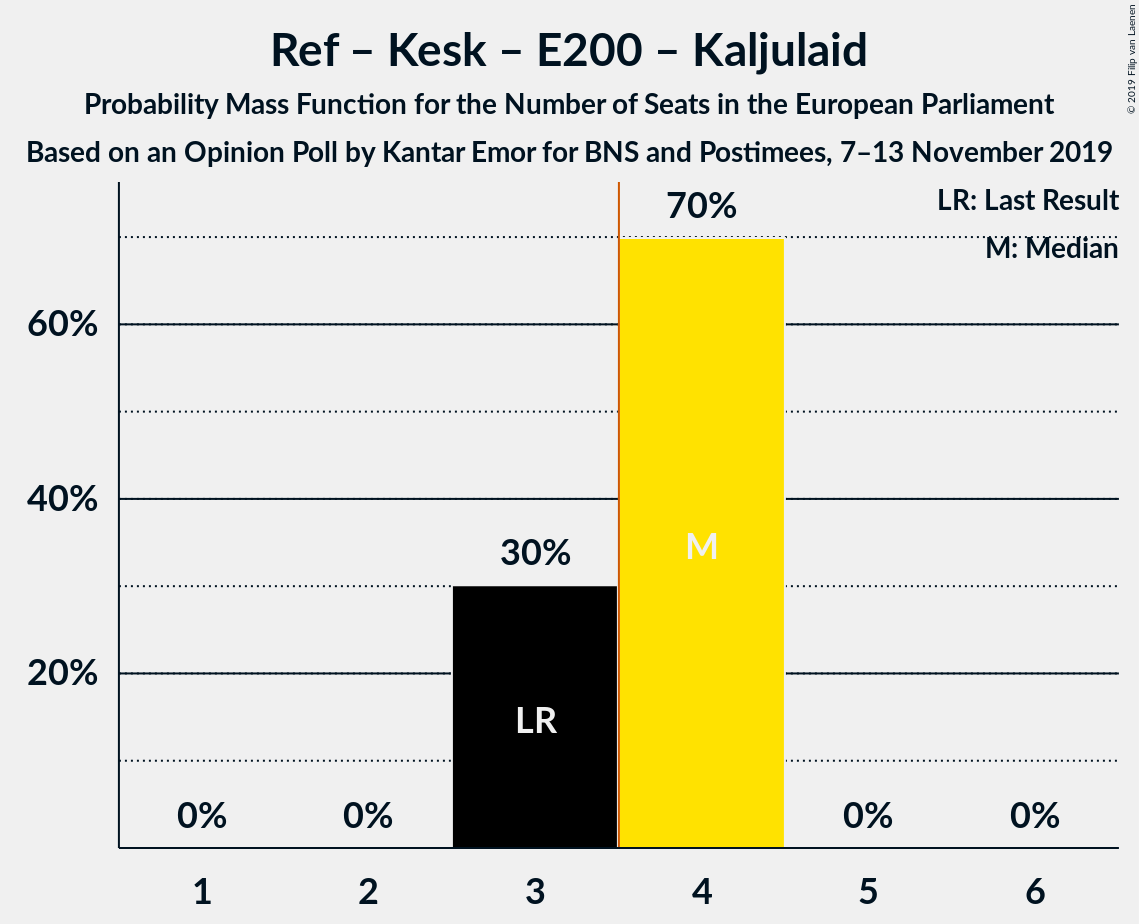 Ref – Kesk – E200 – Kaljulaid
Probability Mass Function for the Number of Seats in the European Parliament
Based on an Opinion Poll by Kantar Emor for BNS and Postimees, 7–13 November 2019
© 2019 Filip van Laenen
LR: Last Result
M: Median
70%
60%
40%
30%
20%
M
LR
0% 0% 0% 0%
1 2 3 4 5 6